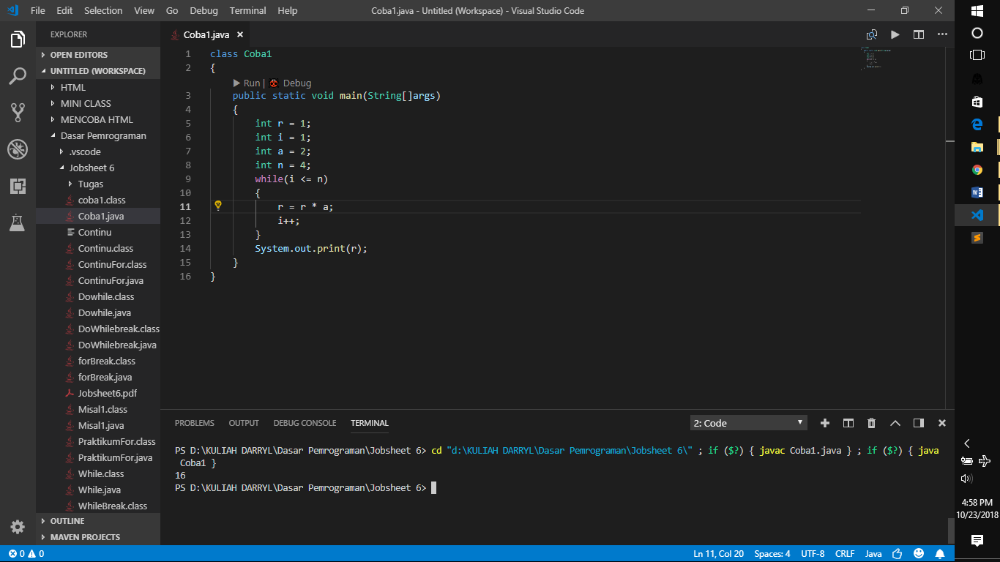 File Edit Selection View Go Debug Terminal Help
Coba1.java - Untitled (Workspace) - Visual Studio Code
EXPLORER
OPEN EDITORS
UNTITLED (WORKSPACE)
HTML
MINI CLASS
MENCOBA HTML
Dasar Pemrograman
.vscode
Jobsheet 6
Tugas
coba1.class
Coba1.java
Continu
Continu.class
ContinuFor.class
ContinuFor.java
Dowhile.class
Dowhile.java
DoWhilebreak.class
DoWhilebreak.java
forBreak.class
forBreak.java
Jobsheet6.pdf
Misal1.class
Misal1.java
PraktikumFor.class
PraktikumFor.java
While.class
While.java
WhileBreak.class
OUTLINE
MAVEN PROJECTS
Coba1.java
1 class Coba1
2 {
Run | Debug
3 public static void main(String[]args)
4 {
5 int r = 1;
6 int i = 1;
7 int a = 2;
8 int n = 4;
9 while(i <= n)
10 {
11 r = r * a;
12 i++;
13 }
14 System.out.print(r);
15 }
16 }
PROBLEMS OUTPUT DEBUG CONSOLE TERMINAL
2: Code
PS D:\KULIAH DARRYL\Dasar Pemrograman\Jobsheet 6> cd "d:\KULIAH DARRYL\Dasar Pemrograman\Jobsheet 6\" ; if ($?) { javac Coba1.java } ; if ($?) { java
Coba1 }
16
PS D:\KULIAH DARRYL\Dasar Pemrograman\Jobsheet 6>
0 0
Ln 11, Col 20 Spaces: 4 UTF-8 CRLF Java
4:58 PM
10/23/2018